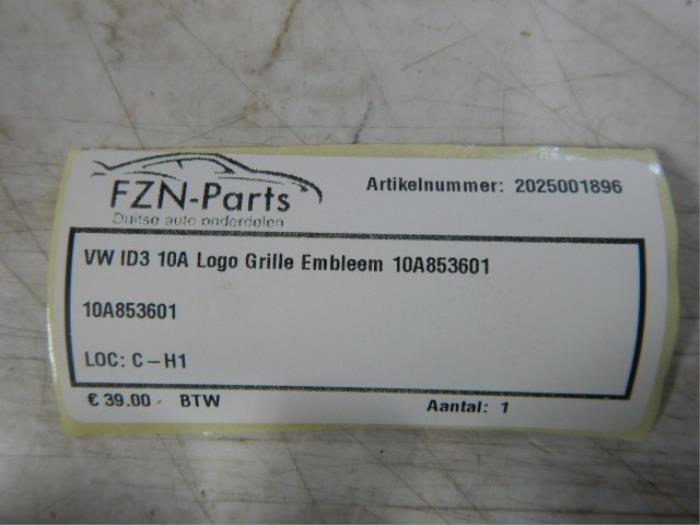 FZN-Parts
Duitse auto onderdelen
Artikelnummer: 2025001896
VW ID3 10A Logo Grille Embleem 10A853601
10A853601
LOC: C-H1
€ 39.00 - BTW
Aantal: 1